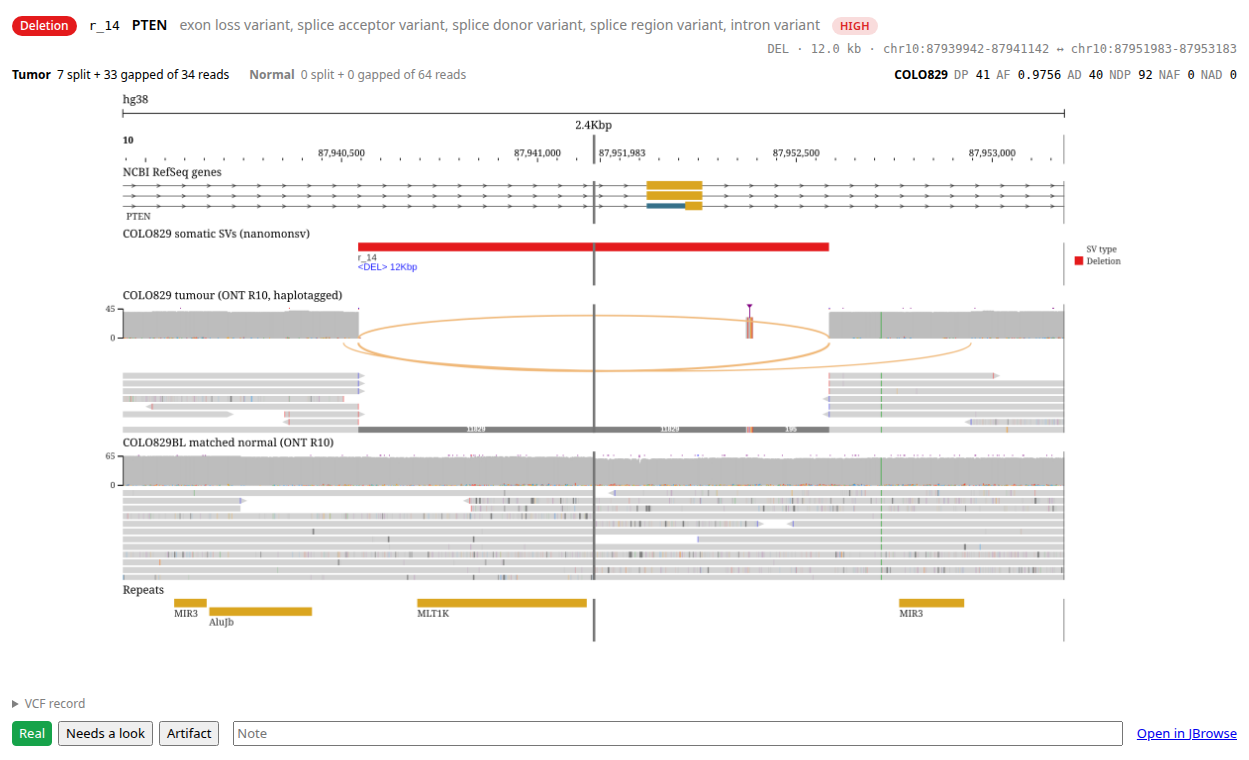 Deletion r_14 PTEN exon loss variant, splice acceptor variant, splice donor variant, splice region variant, intron variant HIGH
DEL · 12.0 kb · chr10:87939942-87941142 ↔ chr10:87951983-87953183
Tumor 7 split + 33 gapped of 34 reads Normal 0 split + 0 gapped of 64 reads COLO829 DP 41 AF 0.9756 AD 40 NDP 92 NAF 0 NAD 0
hg38
2.4Kbp
10
87,940,500 87,941,000 87,951,983 87,952,500 87,953,000
NCBI RefSeq genes
PTEN
COLO829 somatic SVs (nanomonsv)
r_14
<DEL> 12Kbp
SV type
Deletion
COLO829 tumour (ONT R10, haplotagged)
45
0
11829 11829 195
COLO829BL matched normal (ONT R10)
65
0
Repeats
MIR3 MLT1K MIR3
AluJb
▶ VCF record
Real Needs a look Artifact Note Open in JBrowse